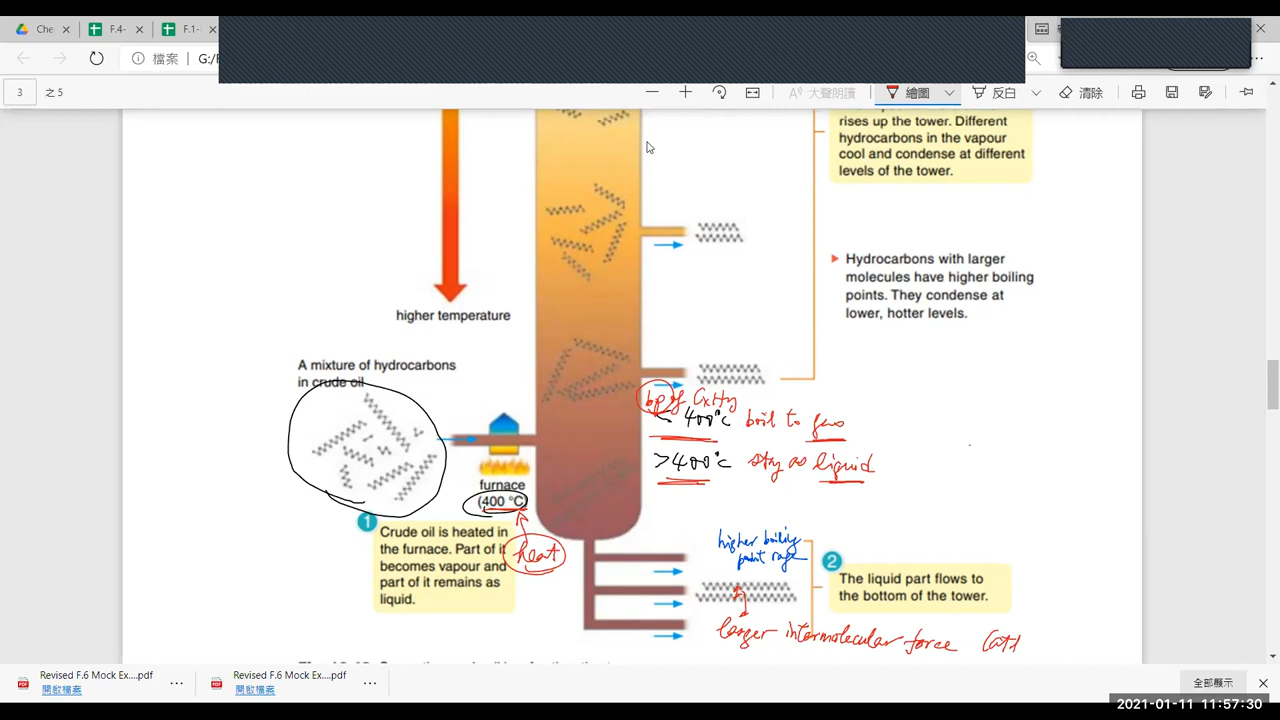 Che
F.4-
F.1-
檔案
G:/F
3
之 5
大聲朗讀
繪圖
反白
清除
rises up the tower. Different
hydrocarbons in the vapour
cool and condense at different
levels of the tower.
Hydrocarbons with larger
molecules have higher boiling
points. They condense at
lower, hotter levels.
higher temperature
A mixture of hydrocarbons
in crude oil
bp of CxHy
< 400°C boil to gas
>400°C stay as liquid
furnace
(400 °C)
heat
1
Crude oil is heated in
the furnace. Part of it
becomes vapour and
part of it remains as
liquid.
higher boiling
point
2
The liquid part flows to
the bottom of the tower.
larger intermolecular force
Revised F.6 Mock Ex....pdf
開啟檔案
Revised F.6 Mock Ex....pdf
開啟檔案
全部顯示
2021-01-11 11:57:30